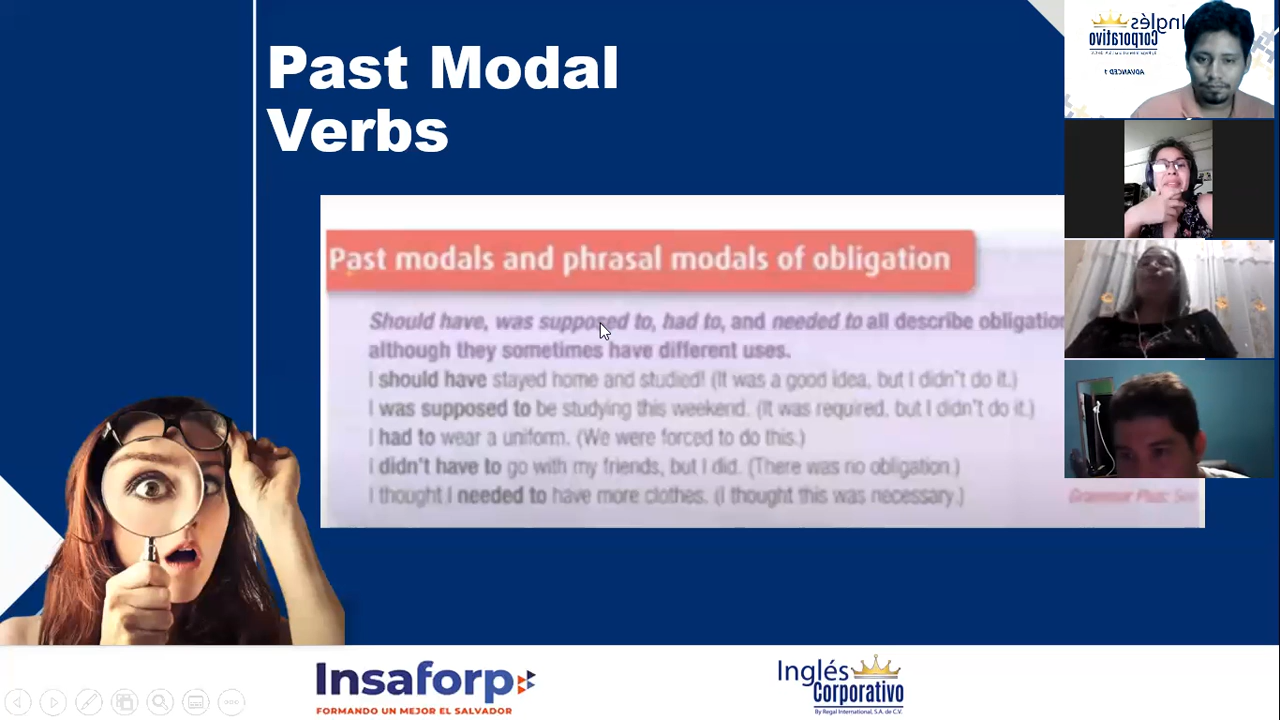 Past Modal
Verbs
Past modals and phrasal modals of obligation
Should have, was supposed to, had to, and needed to all describe obligation
although they sometimes have different uses.
I should have stayed home and studied! (It was a good idea, but I didn't do it.)
I was supposed to be studying this weekend. (It was required, but I didn't do it.)
I had to wear a uniform. (We were forced to do this.)
I didn't have to go with my friends, but I did. (There was no obligation.)
I thought I needed to have more clothes. (I thought this was necessary.)
Grammar Plus: See
Insaforp
FORMANDO UN MEJOR EL SALVADOR
Inglés
Corporativo
By Regal International, S.A. de C.V.
Inglés
Corporativo
ADVANCED 1